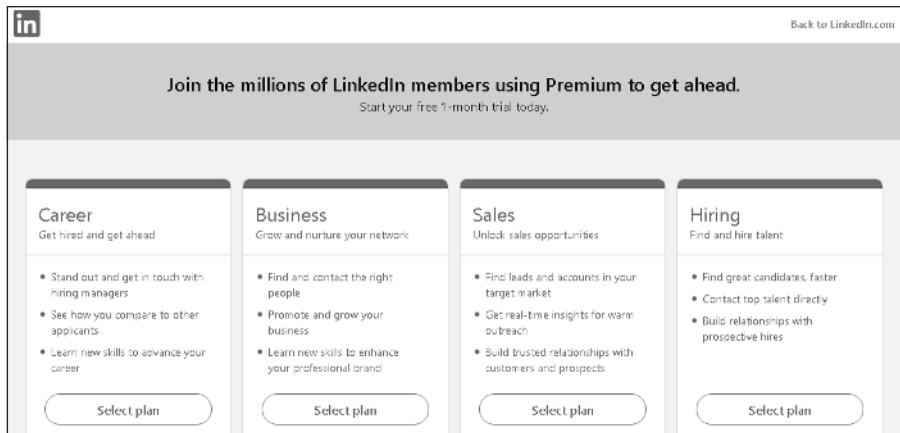 in
Back to LinkedIn.com
Join the millions of LinkedIn members using Premium to get ahead.
Start your free 1-month trial today.
Career
Get hired and get ahead
• Stand out and get in touch with
hiring managers
• See how you compare to other
applicants
• Learn new skills to advance your
career
Select plan
Business
Grow and nurture your network
• Find and contact the right
people
• Promote and grow your
business
• Learn new skills to enhance
your professional brand
Select plan
Sales
Unlock sales opportunities
• Find leads and accounts in your
target market
• Get real-time insights for warm
outreach
• Build trusted relationships with
customers and prospects
Select plan
Hiring
Find and hire talent
• Find great candidates, faster
• Contact top talent directly
• Build relationships with
prospective hires
Select plan